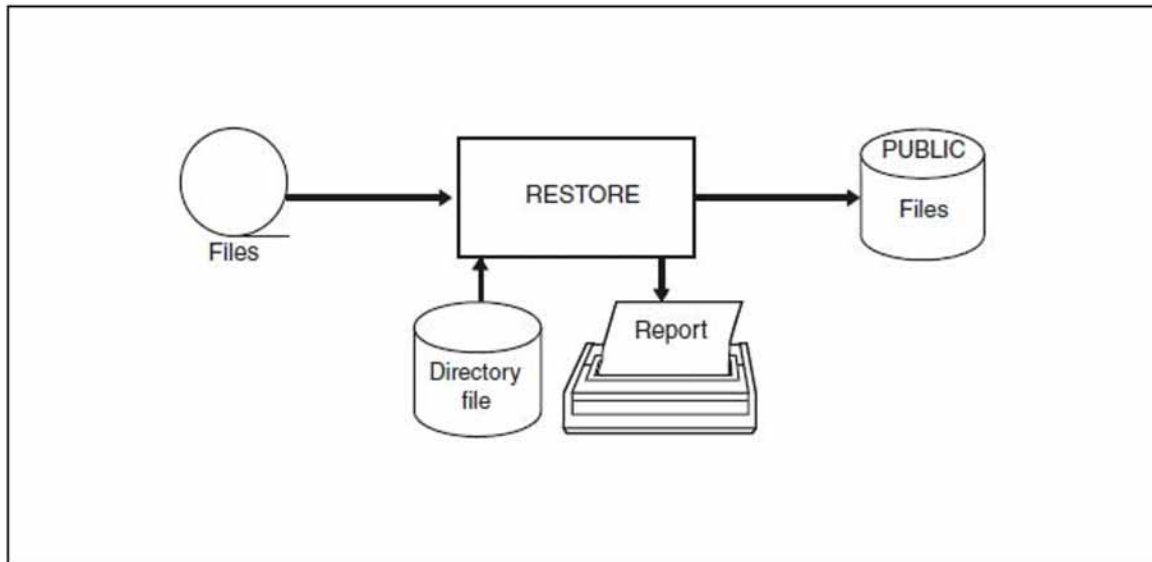 PUBLIC
RESTORE
Files
Files
Report
Directory
file